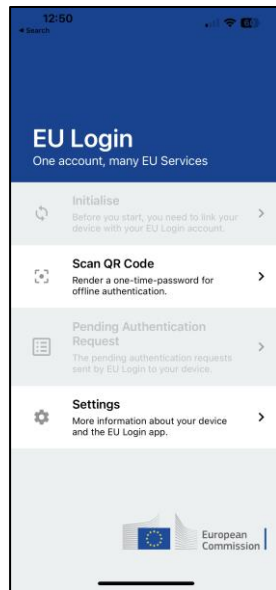 12:50
◀ Search
EU Login
One account, many EU Services
Initialise
Before you start, you need to link your
device with your EU Login account.
Scan QR Code
Render a one-time-password for
offline authentication.
Pending Authentication
Request
The pending authentication requests
sent by EU Login to your device.
Settings
More information about your device
and the EU Login app.
European
Commission